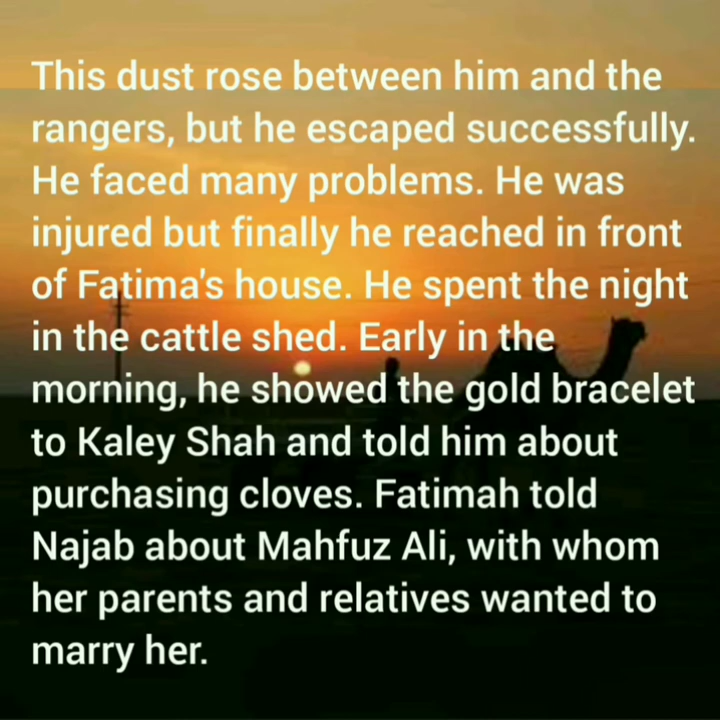 This dust rose between him and the
rangers, but he escaped successfully.
He faced many problems. He was
injured but finally he reached in front
of Fatima's house. He spent the night
in the cattle shed. Early in the
morning, he showed the gold bracelet
to Kaley Shah and told him about
purchasing cloves. Fatimah told
Najab about Mahfuz Ali, with whom
her parents and relatives wanted to
marry her.